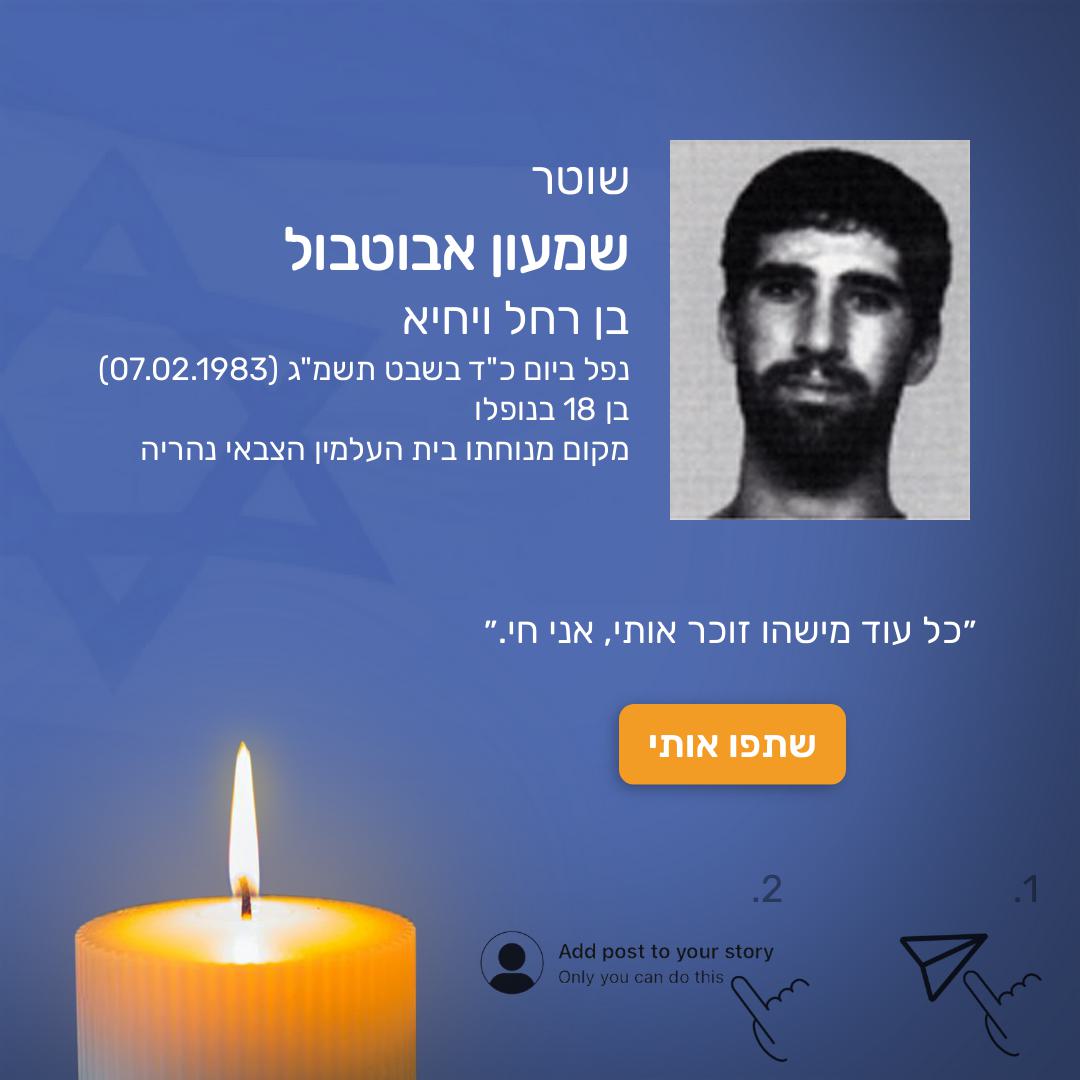 שוטר
שמעון אבוטבול
בן רחל ויחיא
נפל ביום כ"ד בשבט תשמ"ג (07.02.1983)
בן 18 בנופלו
מקום מנוחתו בית העלמין הצבאי נהריה
״כל עוד מישהו זוכר אותי, אני חי.״
שתפו אותי
1.
2.
Add post to your story
Only you can do this